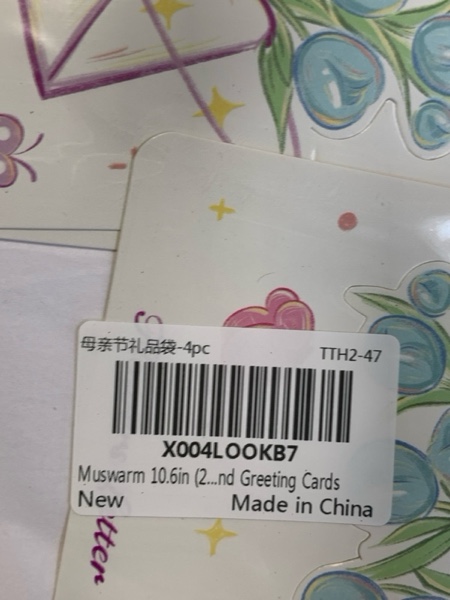 母亲节礼品袋-4pc TTH2-47
X004LOOKB7
Muswarm 10.6in (2...nd Greeting Cards
New Made in China